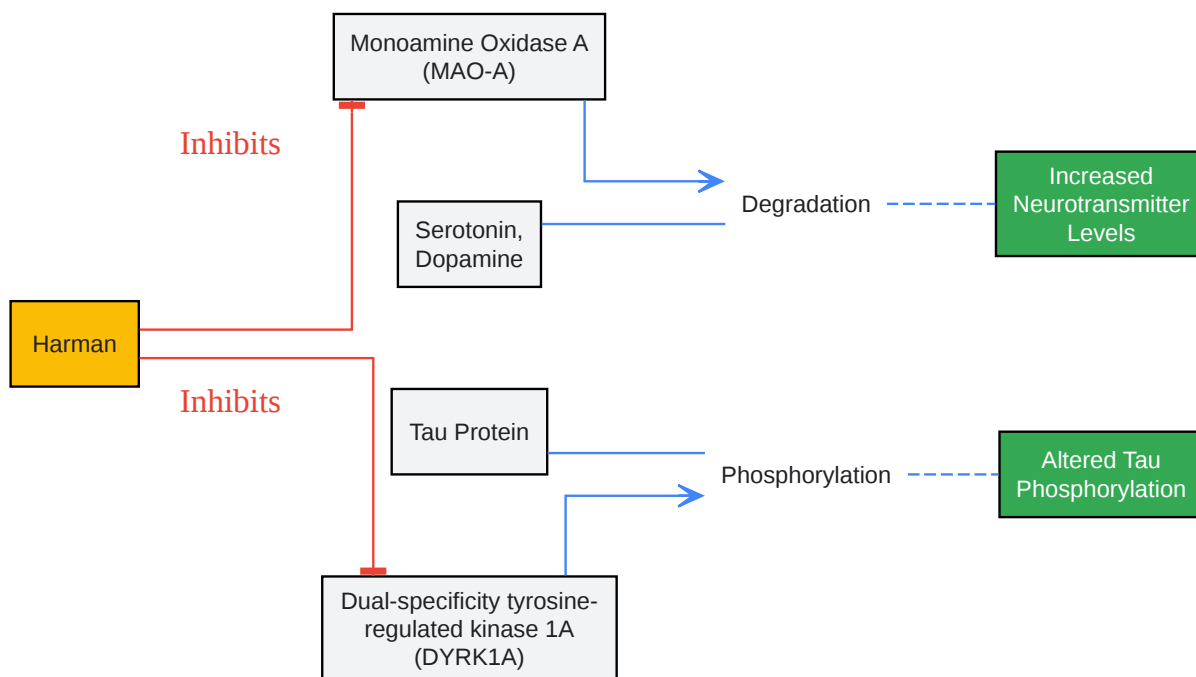 Monoamine Oxidase A
(MAO-A)
Inhibits
Serotonin,
Dopamine
Degradation
Increased
Neurotransmitter
Levels
Harman
Inhibits
Tau Protein
Phosphorylation
Altered Tau
Phosphorylation
Dual-specificity tyrosine-
regulated kinase 1A
(DYRK1A)